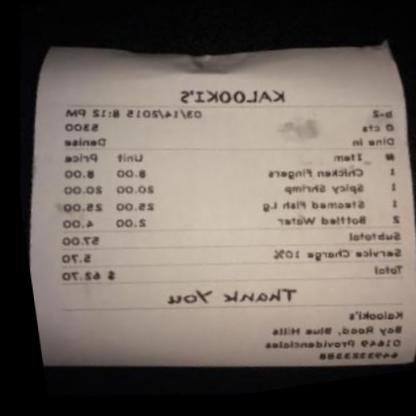 KALOOKI'S
b-2 03/14/2015 8:12 PM
0 cts 5300
Dine in Denise
# Item Unit Price
1 Chicken Fingers 8.00 8.00
1 Spicy Shrimp 20.00 20.00
1 Steamed Fish Lg 25.00 25.00
2 Bottled Water 2.00 4.00
Subtotal 57.00
Service Charge 10% 5.70
Total $ 62.70
Thank You
Kalooki's
Bay Road, Blue Hills
01649 Providenciales
6493323388